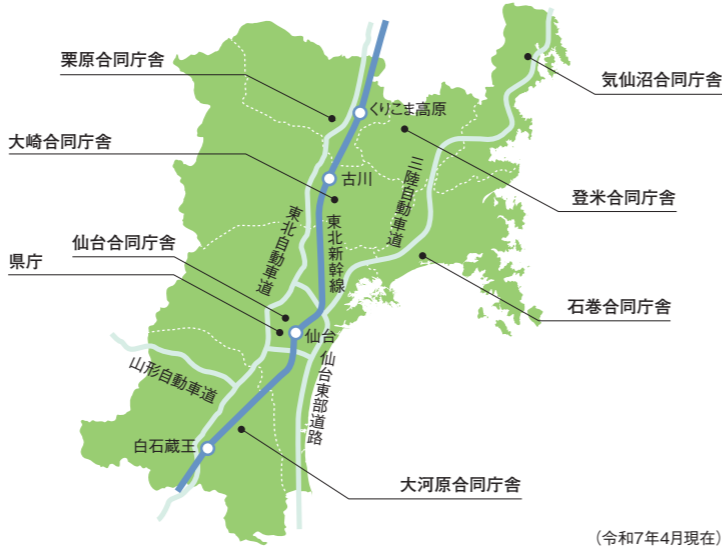 栗原合同庁舎
気仙沼合同庁舎
くりこま高原
大崎合同庁舎
古川
三陸自動車道
登米合同庁舎
東北自動車道
東北新幹線
仙台合同庁舎
県庁
石巻合同庁舎
仙台
山形自動車道
仙台東部道路
白石蔵王
大河原合同庁舎
（令和7年4月現在）